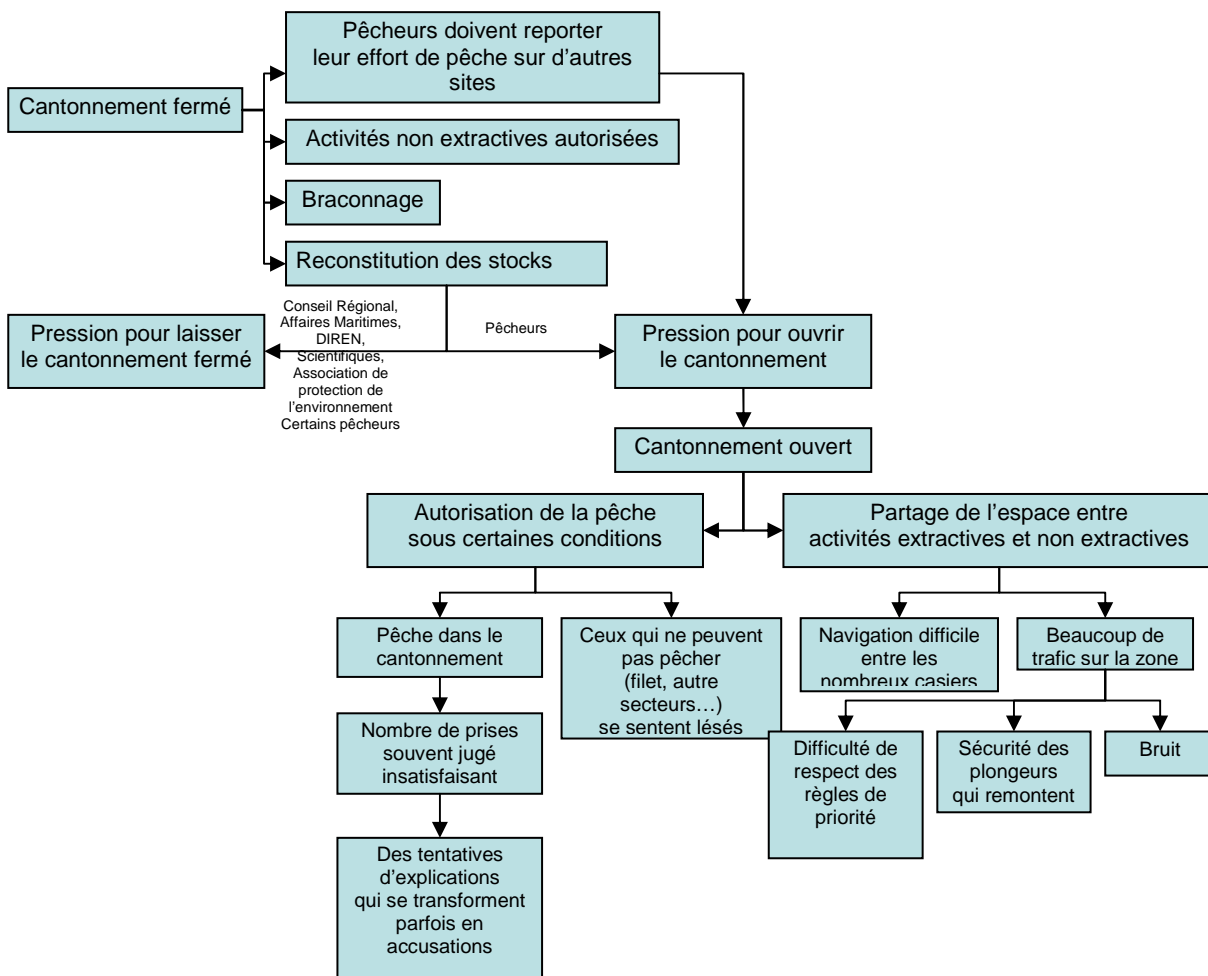 Pêcheurs doivent reporter
leur effort de pêche sur d'autres
sites
Cantonnement fermé
Activités non extractives autorisées
Braconnage
Reconstitution des stocks
Conseil Régional,
Affaires Maritimes,
DIREN,
Scientifiques,
Association de
protection de
l'environnement
Certains pêcheurs
Pêcheurs
Pression pour laisser
le cantonnement fermé
Pression pour ouvrir
le cantonnement
Cantonnement ouvert
Autorisation de la pêche
sous certaines conditions
Partage de l'espace entre
activités extractives et non extractives
Pêche dans le
cantonnement
Ceux qui ne peuvent
pas pêcher
(filet, autre
secteurs…)
se sentent lésés
Navigation difficile
entre les
nombreux casiers
Beaucoup de
trafic sur la zone
Nombre de prises
souvent jugé
insatisfaisant
Difficulté de
respect des
règles de
priorité
Sécurité des
plongeurs
qui remontent
Bruit
Des tentatives
d'explications
qui se transforment
parfois en
accusations